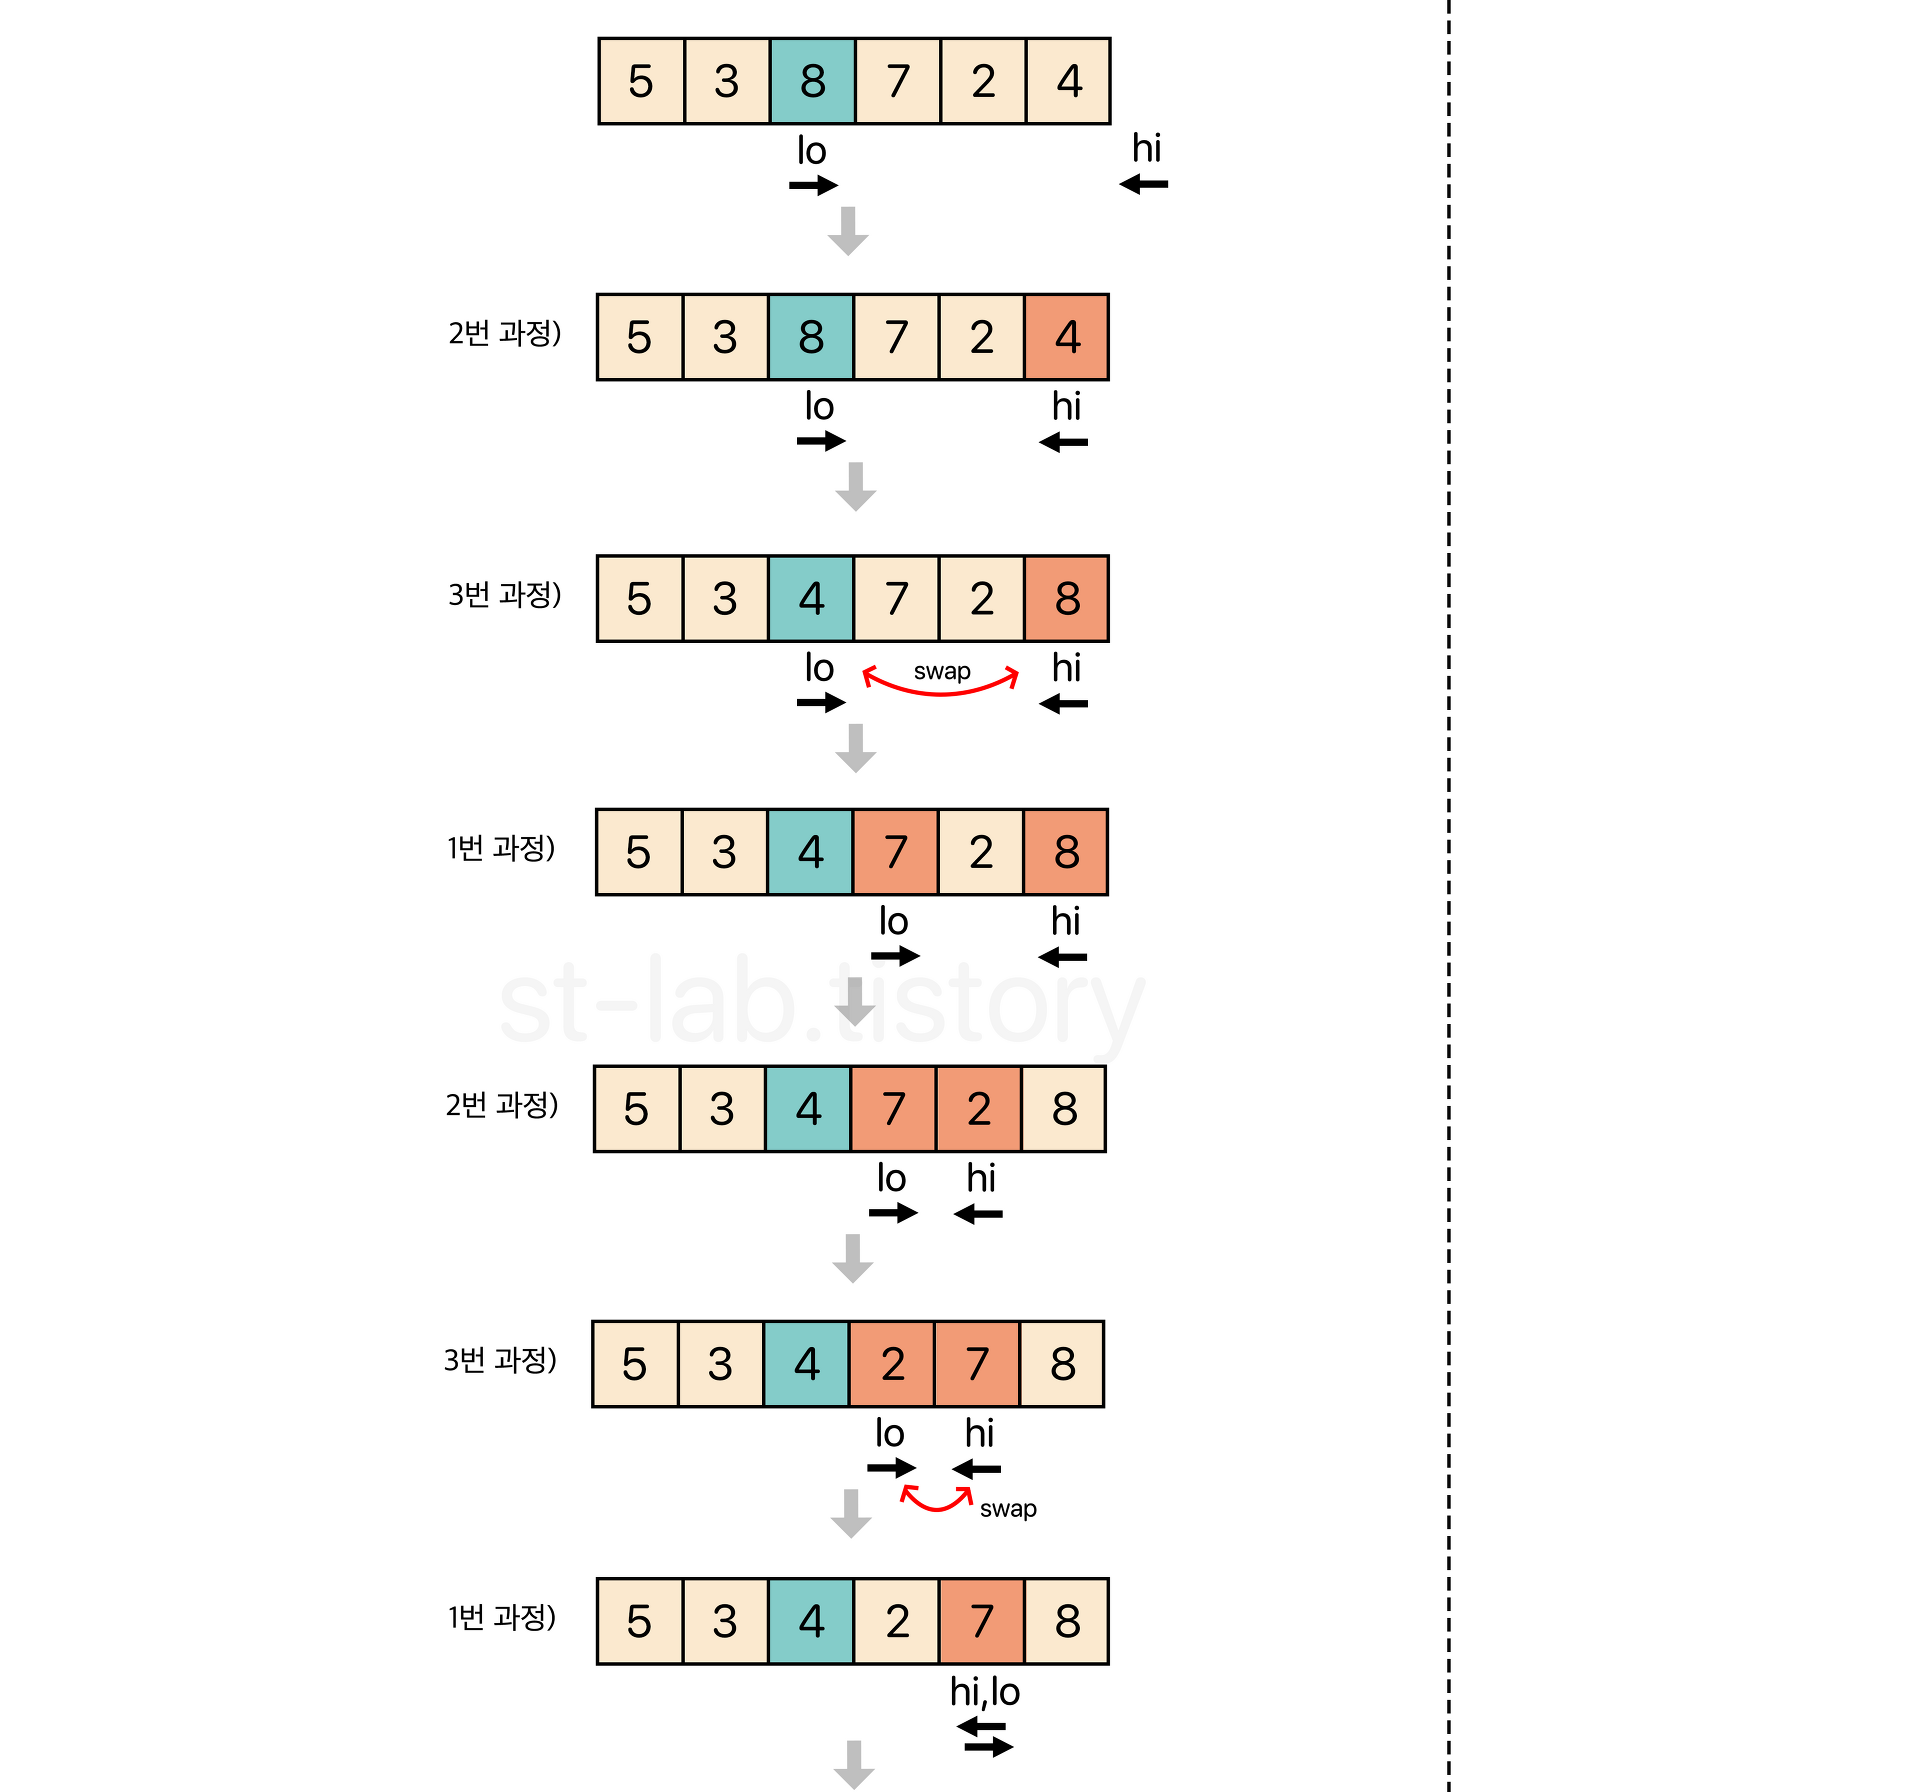 5 3 8 7 2 4
lo hi
2번 과정) 5 3 8 7 2 4
lo hi
3번 과정) 5 3 4 7 2 8
lo swap hi
1번 과정) 5 3 4 7 2 8
lo hi
st-lab.tistory
2번 과정) 5 3 4 7 2 8
lo hi
3번 과정) 5 3 4 2 7 8
lo hi
swap
1번 과정) 5 3 4 2 7 8
hi,lo